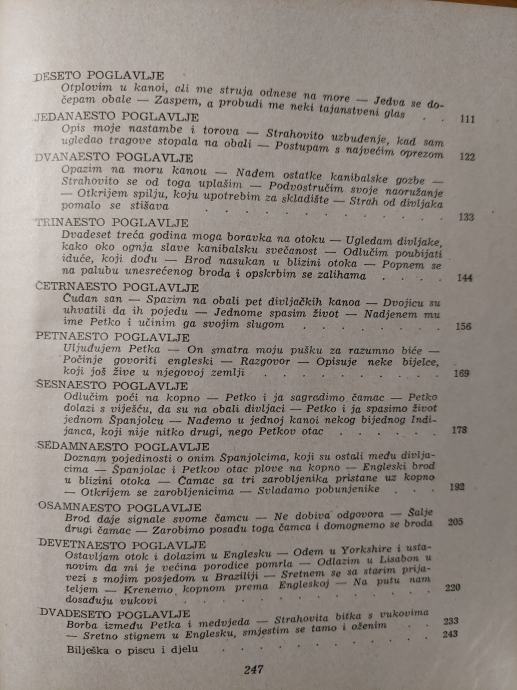 DESETO POGLAVLJE
Otplovim u kanoi, ali me struja odnese na more — Jedva se do-
čepam obale — Zaspem, a probudi me neki tajanstveni glas . . 111
JEDANAESTO POGLAVLJE
Opis moje nastambe i torova — Strahovito uzbuđenje, kad sam
ugledao tragove stopala na obali — Postupam s najvećim oprezom 122
DVANAESTO POGLAVLJE
Opazim na moru kanou — Nađem ostatke kanibalske gozbe —
Strahovito se od toga uplašim — Podvostručim svoje naoružanje
— Otkrijem spilju, koju upotrebim za skladište — Strah od divljaka
pomalo se stišava . . . . . . . . . . 133
TRINAESTO POGLAVLJE
Dvadeset treća godina moga boravka na otoku — Ugledam divljake,
kako oko ognja slave kanibalsku svečanost — Odlučim poubijati
iduće, koji dođu — Brod nasukan u blizini otoka — Popnem se
na palubu unesrećenog broda i opskrbim se zalihama . . . . 144
ČETRNAESTO POGLAVLJE
Čudan san — Spazim na obali pet divljačkih kanoa — Dvojicu su
uhvatili da ih pojedu — Jednome spasim život — Nadjenem mu
ime Petko i učinim ga svojim slugom . . . . . . 156
PETNAESTO POGLAVLJE
Uljuđujem Petka — On smatra moju pušku za razumno biće —
Počinje govoriti engleski — Razgovor — Opisuje neke bijelce,
koji još žive u njegovoj zemlji . . . . . . . 169
ŠESNAESTO POGLAVLJE
Odlučim poći na kopno — Petko i ja sagradimo čamac — Petko
dolazi s viješću, da su na obali divljaci — Petko i ja spasimo život
jednom Španjolcu — Nađemo u jednoj kanoi nekog bijednog Indi-
janca, koji nije nitko drugi, nego Petkov otac . . . . . 178
SEDAMNAESTO POGLAVLJE
Doznam pojedinosti o onim Španjolcima, koji su ostali među divlja-
cima — Španjolac i Petkov otac plove na kopno — Engleski brod
u blizini otoka — Čamac sa tri zarobljenika pristane uz kopno
— Otkrijem se zarobljenicima — Svladamo pobunjenike . . . 192
OSAMNAESTO POGLAVLJE
Brod daje signale svome čamcu — Ne dobiva odgovora — Šalje
drugi čamac — Zarobimo posadu toga čamca i domognemo se broda 205
DEVETNAESTO POGLAVLJE
Ostavljam otok i dolazim u Englesku — Odem u Yorkshire i usta-
novim da mi je većina porodice pomrla — Odlazim u Lisabon u
vezi s mojim posjedom u Braziliji — Sretnem se sa starim prija-
teljem — Krenemo kopnom prema Engleskoj — Na putu nam
dosađuju vukovi . . . . . . . . . . 220
DVADESETO POGLAVLJE
Borba između Petka i medvjeda — Strahovita bitka s vukovima
— Sretno stignem u Englesku, smjestim se tamo i oženim . . . 233
Bilješka o piscu i djelu . . . . . . . . . 243
247